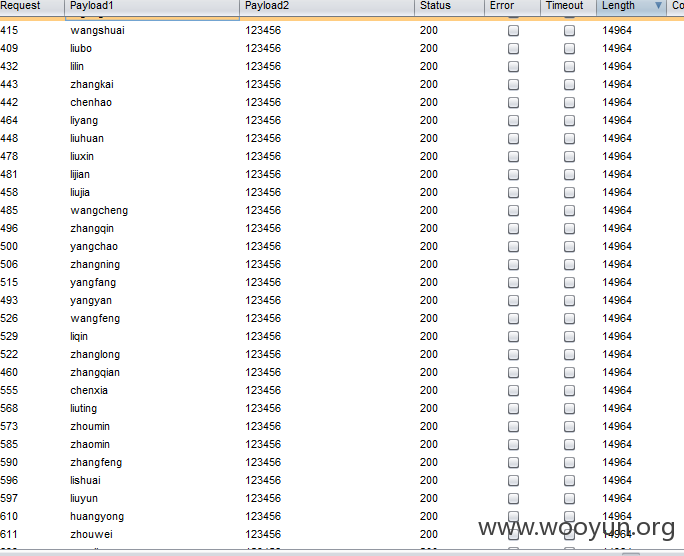 Request Payload1 Payload2 Status Error Timeout Length Co
415 wangshuai 123456 200 14964
409 liubo 123456 200 14964
432 lilin 123456 200 14964
443 zhangkai 123456 200 14964
442 chenhao 123456 200 14964
464 liyang 123456 200 14964
448 liuhuan 123456 200 14964
478 liuxin 123456 200 14964
481 lijian 123456 200 14964
458 liujia 123456 200 14964
485 wangcheng 123456 200 14964
496 zhangqin 123456 200 14964
500 yangchao 123456 200 14964
506 zhangning 123456 200 14964
515 yangfang 123456 200 14964
493 yangyan 123456 200 14964
526 wangfeng 123456 200 14964
529 liqin 123456 200 14964
522 zhanglong 123456 200 14964
460 zhangqian 123456 200 14964
555 chenxia 123456 200 14964
568 liuting 123456 200 14964
573 zhoumin 123456 200 14964
585 zhaomin 123456 200 14964
590 zhangfeng 123456 200 14964
596 lishuai 123456 200 14964
597 liuyun 123456 200 14964
610 huangyong 123456 200 14964
611 zhouwei 123456 200 14964
www.wooyun.org